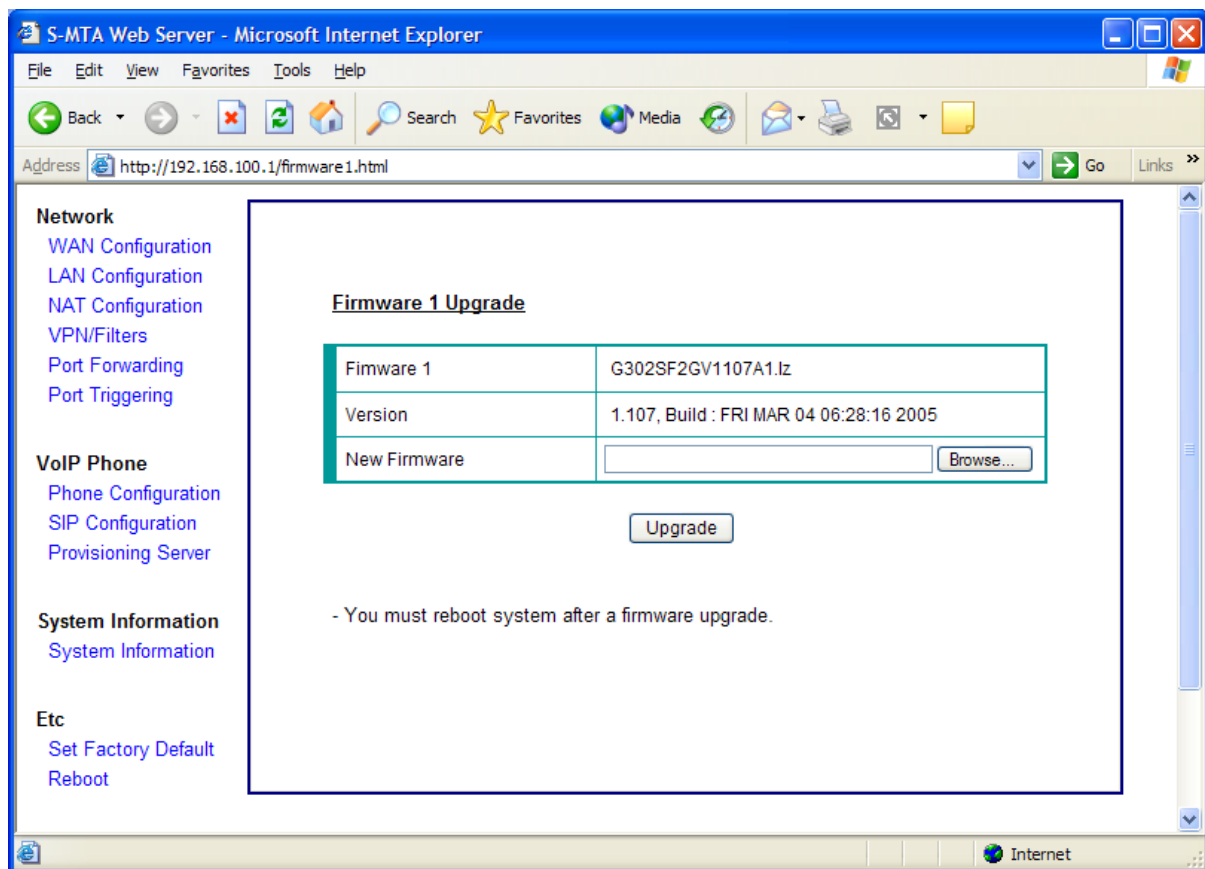 S-MTA Web Server - Microsoft Internet Explorer
File Edit View Favorites Tools Help
Back Search Favorites Media
Address http://192.168.100.1/firmware1.html Go Links »
Network
WAN Configuration
LAN Configuration
NAT Configuration
VPN/Filters
Port Forwarding
Port Triggering
VoIP Phone
Phone Configuration
SIP Configuration
Provisioning Server
System Information
System Information
Etc
Set Factory Default
Reboot
Firmware 1 Upgrade
Fimware 1 G302SF2GV1107A1.lz
Version 1.107, Build : FRI MAR 04 06:28:16 2005
New Firmware Browse...
Upgrade
- You must reboot system after a firmware upgrade.
Internet